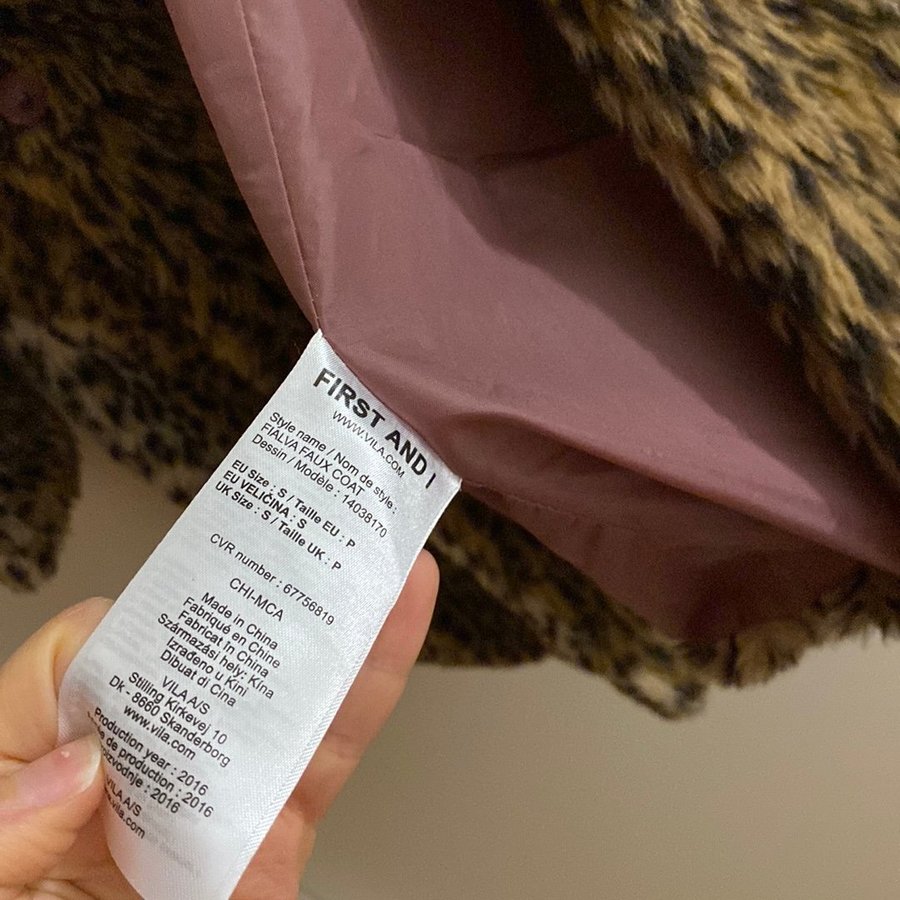 FIRST AND I
WWW.VILA.COM
Style name / Nom de style :
FIALVA FAUX COAT
Dessin / Modèle : 14038170
EU Size : S / Taille EU : P
EU VELIČINA : S
UK Size : S / Taille UK : P
CVR number : 67756819
CHI-MCA
Made in China
Fabriqué en Chine
Fabricat in China
Származási hely: Kína
Izrađeno u Kini
Dibuat di Cina
VILA A/S
Stilling Kirkevej 10
Dk - 8660 Skanderborg
www.vila.com
Production year : 2016
de production : 2016
: 2016
VILA A/S
vila.com